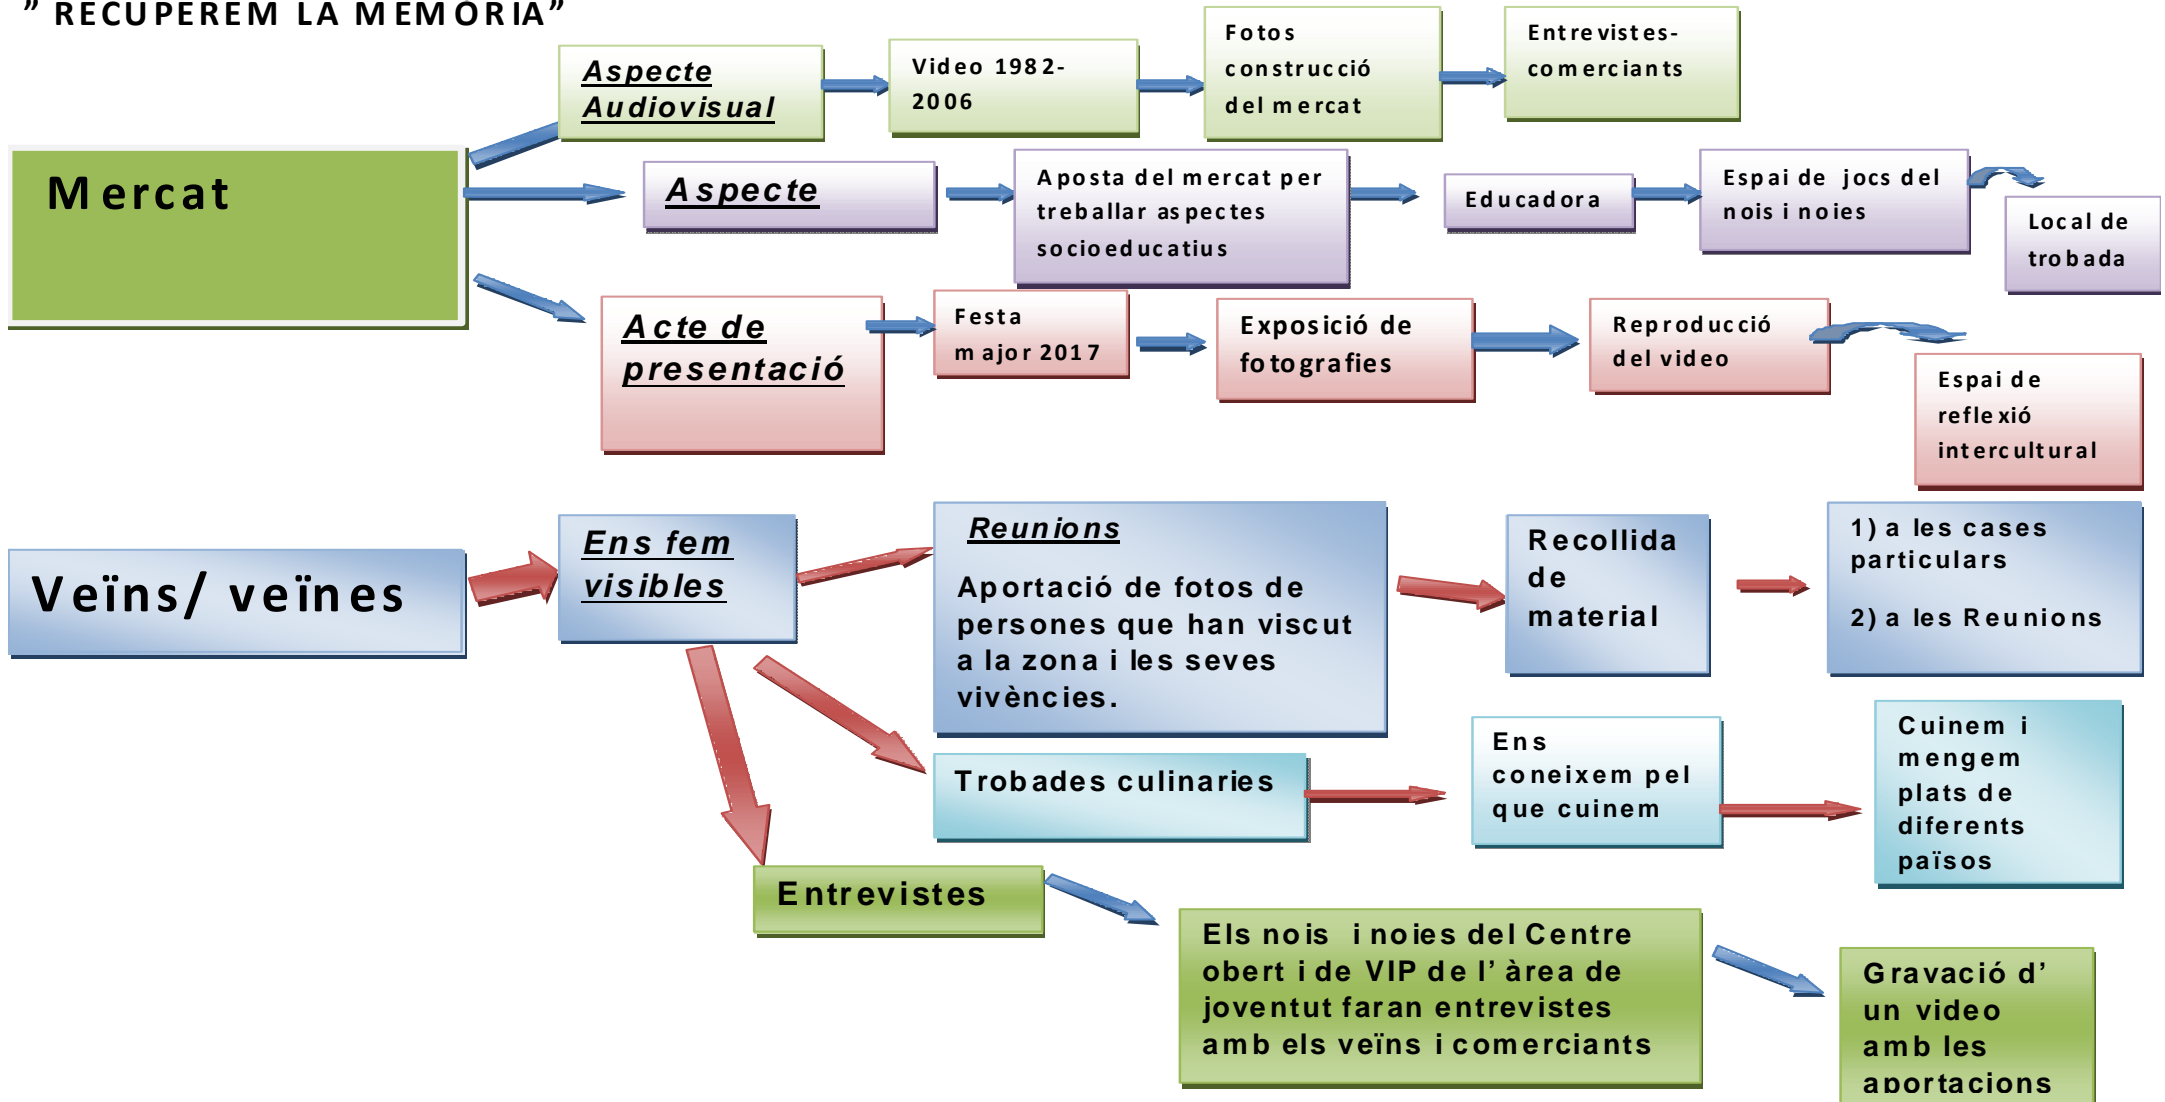 ” RECUPEREM LA MEMORIA”
Aspecte
Audiovisual
Video 1982-
2006
Fotos
construcció
del mercat
Entrevistes-
comerciants
Mercat
Aspecte
Aposta del mercat per
treballar aspectes
socioeducatius
Educadora
Espai de jocs del
nois i noies
Local de
trobada
Acte de
presentació
Festa
major 2017
Exposició de
fotografies
Reproducció
del video
Espai de
reflexió
intercultural
Veïns/ veïnes
Ens fem
visibles
Reunions
Aportació de fotos de
persones que han viscut
a la zona i les seves
vivències.
Recollida
de
material
1) a les cases
particulars
2) a les Reunions
Trobades culinaries
Ens
coneixem pel
que cuinem
Cuinem i
mengem
plats de
diferents
països
Entrevistes
Els nois i noies del Centre
obert i de VIP de l’ àrea de
joventut faran entrevistes
amb els veïns i comerciants
Gravació d’
un video
amb les
aportacions